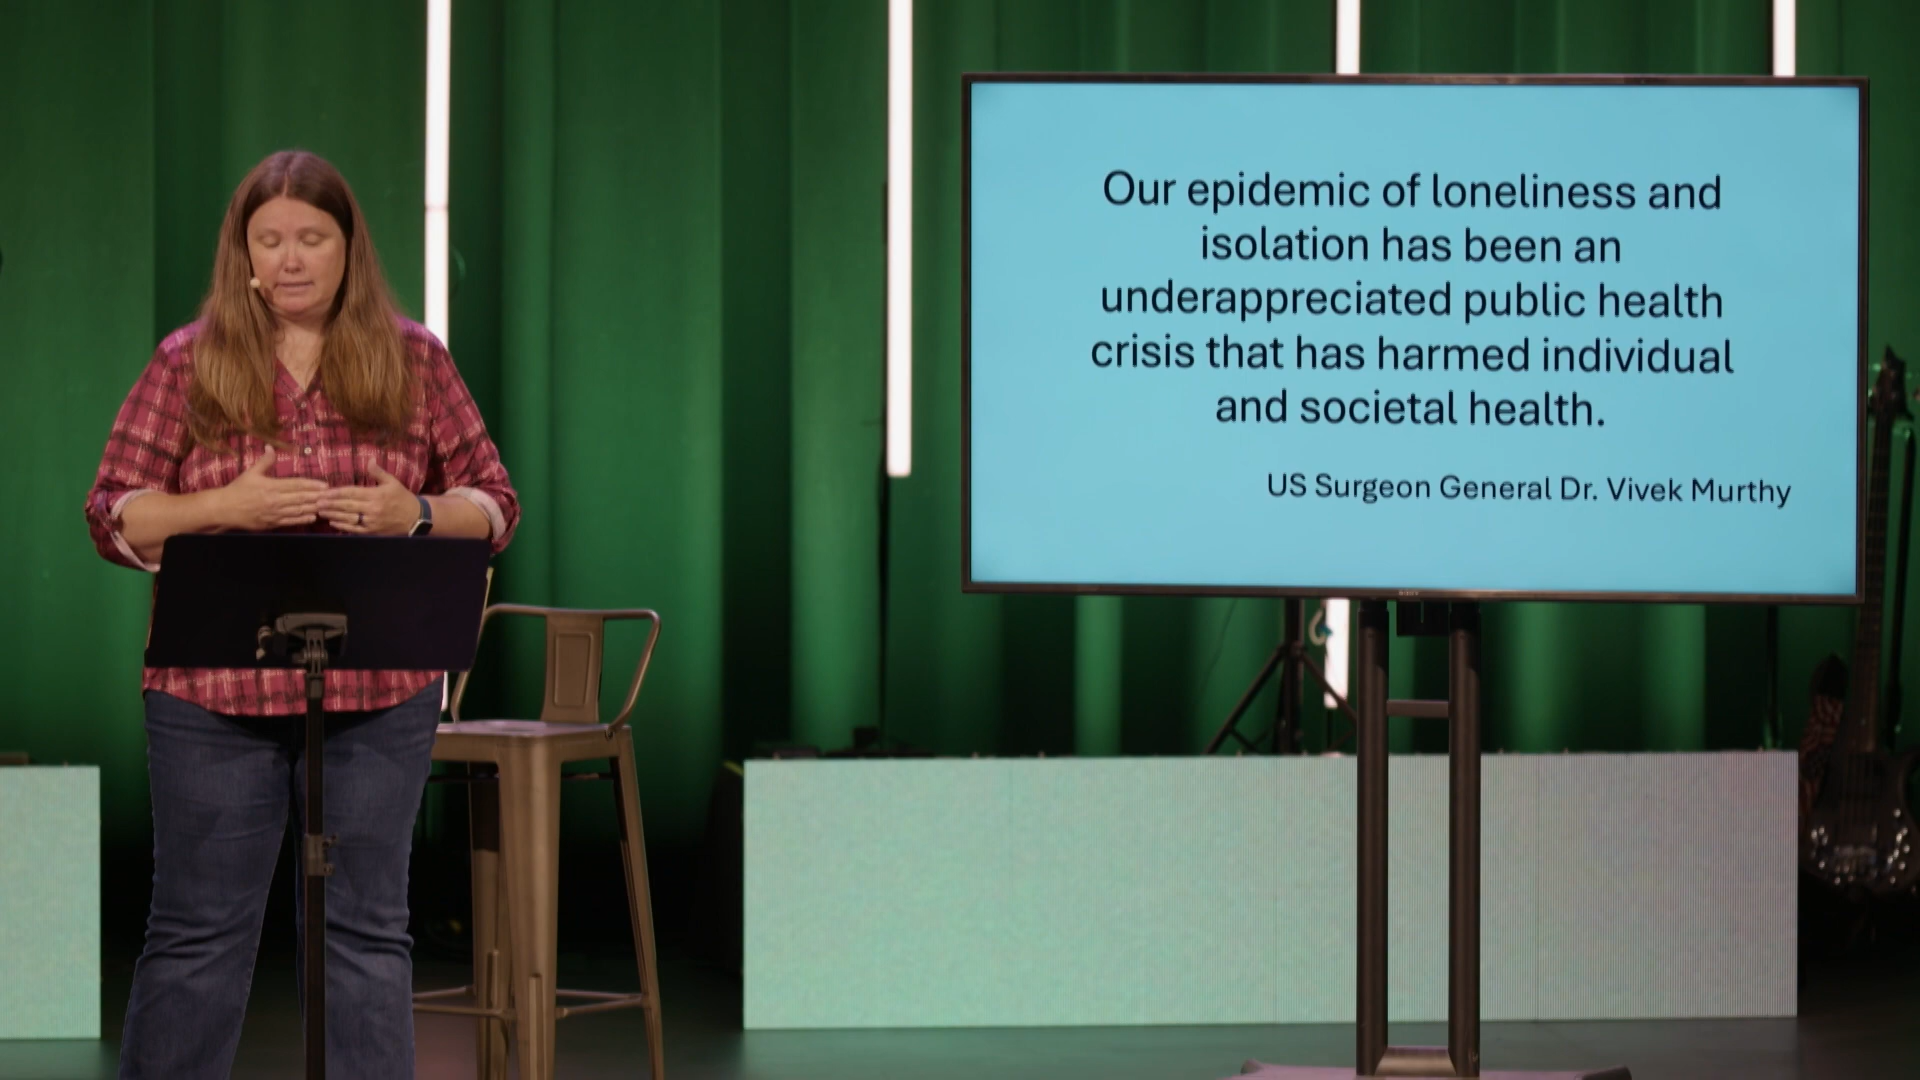 Our epidemic of loneliness and
isolation has been an
underappreciated public health
crisis that has harmed individual
and societal health.
US Surgeon General Dr. Vivek Murthy